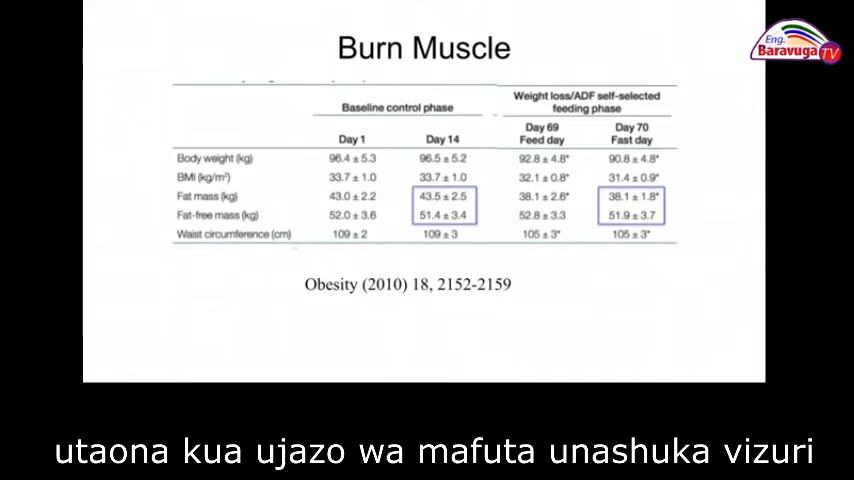 Burn Muscle
Eng.
Baravuga TV
Baseline control phase
Weight loss/ADF self-selected
feeding phase
Day 1 Day 14 Day 69 Feed day Day 70 Fast day
Body weight (kg) 96.4 ± 5.3 96.5 ± 5.2 92.8 ± 4.8* 90.8 ± 4.8*
BMI (kg/m²) 33.7 ± 1.0 33.7 ± 1.0 32.1 ± 0.8* 31.4 ± 0.9*
Fat mass (kg) 43.0 ± 2.2 43.5 ± 2.5 38.1 ± 2.6* 38.1 ± 1.8*
Fat-free mass (kg) 52.0 ± 3.6 51.4 ± 3.4 52.8 ± 3.3 51.9 ± 3.7
Waist circumference (cm) 109 ± 2 109 ± 3 105 ± 3* 105 ± 3*
Obesity (2010) 18, 2152-2159
utaona kua ujazo wa mafuta unashuka vizuri